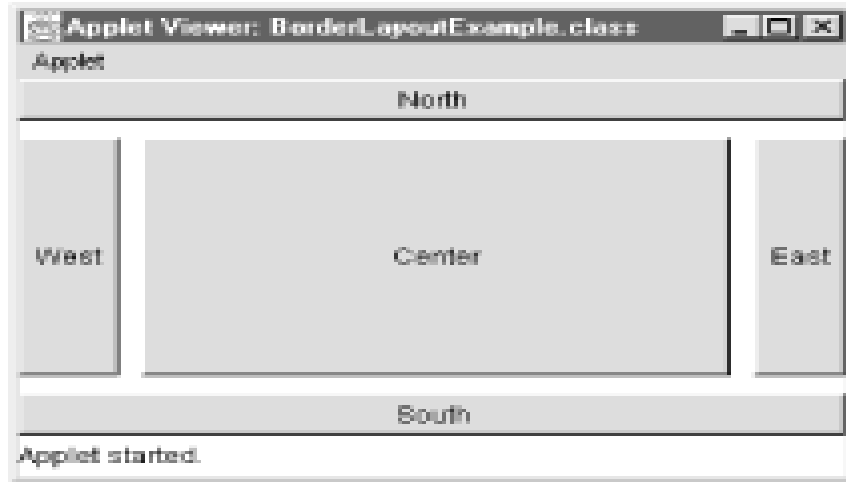 Applet Viewer: BorderLayoutExample.class
Applet
North
West Center East
South
Applet started.